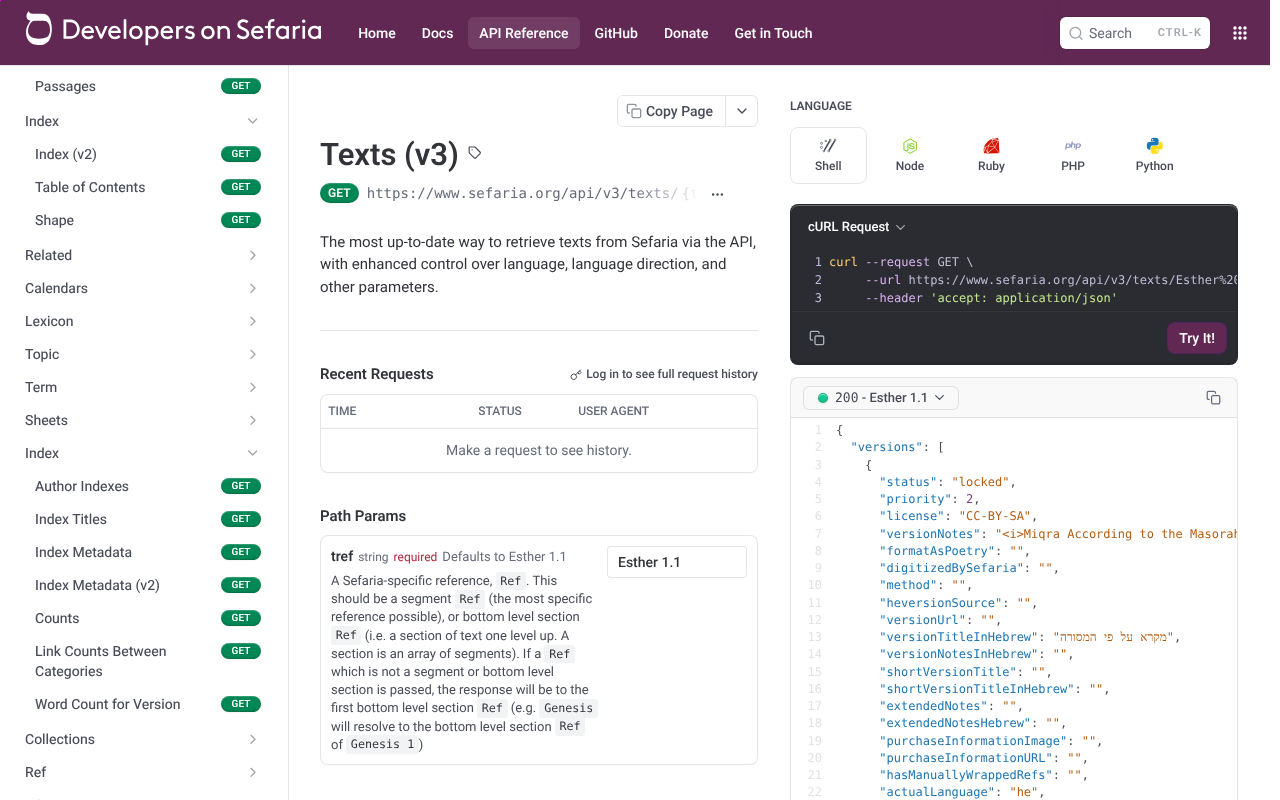 Developers on Sefaria
Home
Docs
API Reference
GitHub
Donate
Get in Touch
Search
CTRL-K
Passages GET
Index
Index (v2) GET
Table of Contents GET
Shape GET
Related
Calendars
Lexicon
Topic
Term
Sheets
Index
Author Indexes GET
Index Titles GET
Index Metadata GET
Index Metadata (v2) GET
Counts GET
Link Counts Between GET
Categories
Word Count for Version GET
Collections
Ref
Copy Page
Texts (v3)
GET https://www.sefaria.org/api/v3/texts/
The most up-to-date way to retrieve texts from Sefaria via the API,
with enhanced control over language, language direction, and
other parameters.
Recent Requests
Log in to see full request history
TIME STATUS USER AGENT
Make a request to see history.
Path Params
tref string required Defaults to Esther 1.1
Esther 1.1
A Sefaria-specific reference, Ref. This
should be a segment Ref (the most specific
reference possible), or bottom level section
Ref (i.e. a section of text one level up. A
section is an array of segments). If a Ref
which is not a segment or bottom level
section is passed, the response will be to the
first bottom level section Ref (e.g. Genesis
will resolve to the bottom level section Ref
of Genesis 1)
LANGUAGE
Shell
Node
Ruby
php
PHP
Python
cURL Request
1 curl --request GET \
2 --url https://www.sefaria.org/api/v3/texts/Esther%20
3 --header 'accept: application/json'
Try It!
200 - Esther 1.1
1 {
2 "versions": [
3 {
4 "status": "locked",
5 "priority": 2,
6 "license": "CC-BY-SA",
7 "versionNotes": "<i>Miqra According to the Masorah
8 "formatAsPoetry": "",
9 "digitizedBySefaria": "",
10 "method": "",
11 "heversionSource": "",
12 "versionUrl": "",
13 "versionTitleInHebrew": "מקרא על פי המסורה",
14 "versionNotesInHebrew": "",
15 "shortVersionTitle": "",
16 "shortVersionTitleInHebrew": "",
17 "extendedNotes": "",
18 "extendedNotesHebrew": "",
19 "purchaseInformationImage": "",
20 "purchaseInformationURL": "",
21 "hasManuallyWrappedRefs": "",
22 "actualLanguage": "he",